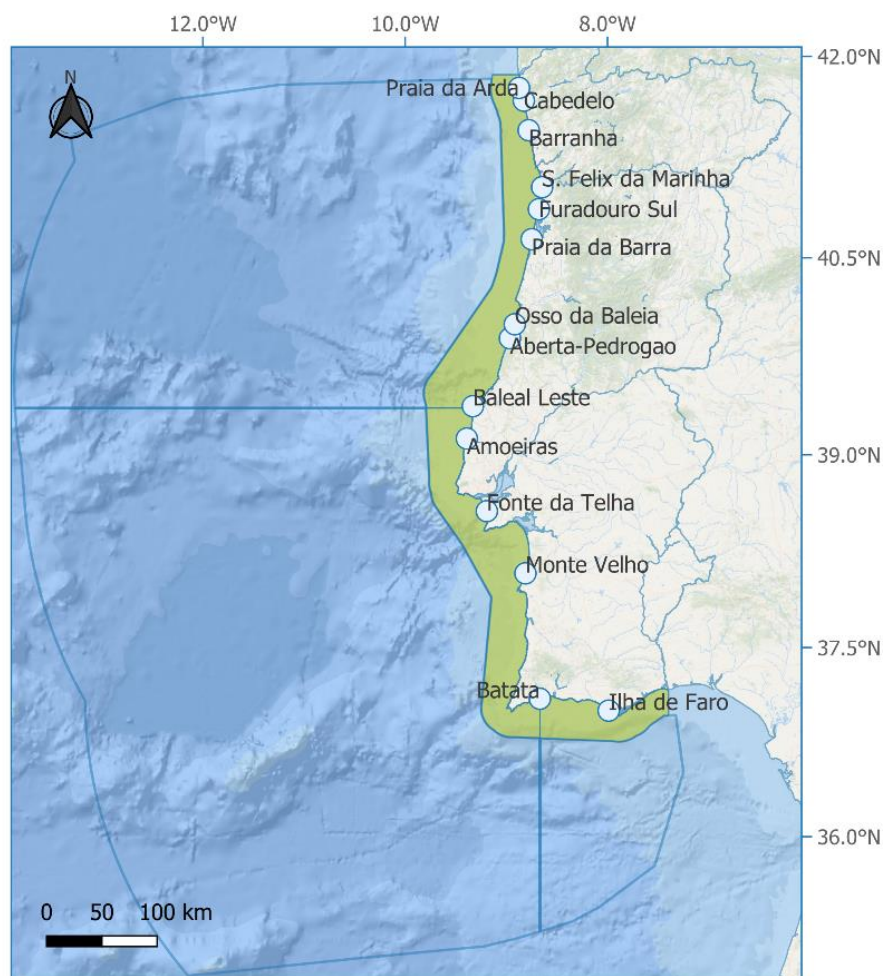 12.0°W 10.0°W 8.0°W
42.0°N
N
Praia da Arda
Cabedelo
Barranha
S. Felix da Marinha
Furadouro Sul
Praia da Barra
40.5°N
Osso da Baleia
Aberta-Pedrogao
Baleal Leste
Amoeiras
39.0°N
Fonte da Telha
Monte Velho
37.5°N
Batata
Ilha de Faro
36.0°N
0 50 100 km